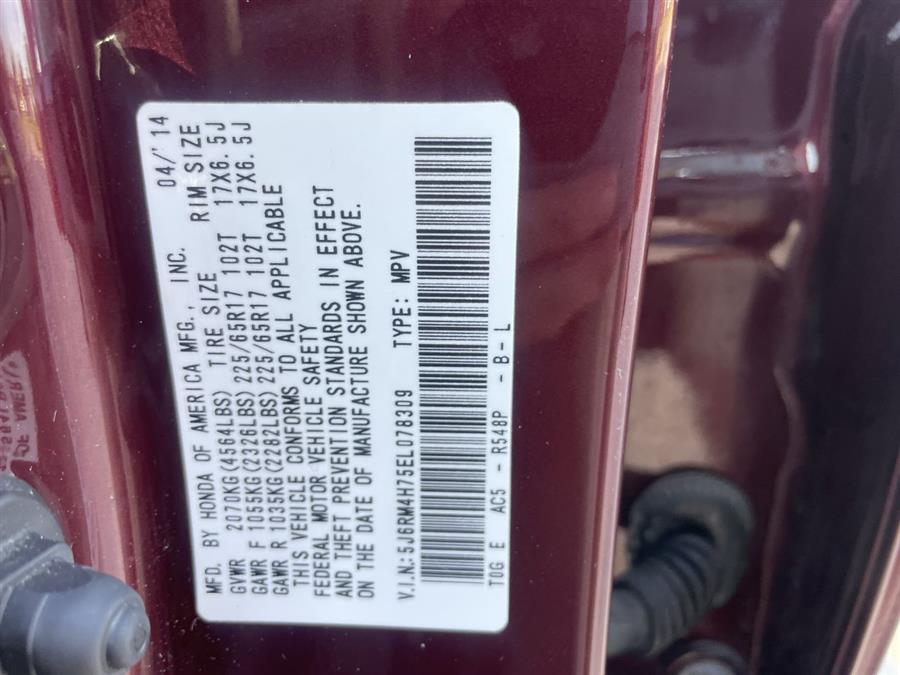 MFD. BY HONDA OF AMERICA MFG., INC. 04/'14
GVWR 2070KG(4564LBS) TIRE SIZE RIM SIZE
GAWR F 1055KG(2326LBS) 225/65R17 102T 17X6.5J
GAWR R 1035KG(2282LBS) 225/65R17 102T 17X6.5J
THIS VEHICLE CONFORMS TO ALL APPLICABLE
FEDERAL MOTOR VEHICLE SAFETY
AND THEFT PREVENTION STANDARDS IN EFFECT
ON THE DATE OF MANUFACTURE SHOWN ABOVE.
V.I.N:5J6RM4H75EL078309 TYPE: MPV
T0G E AC5 - R548P - B - L